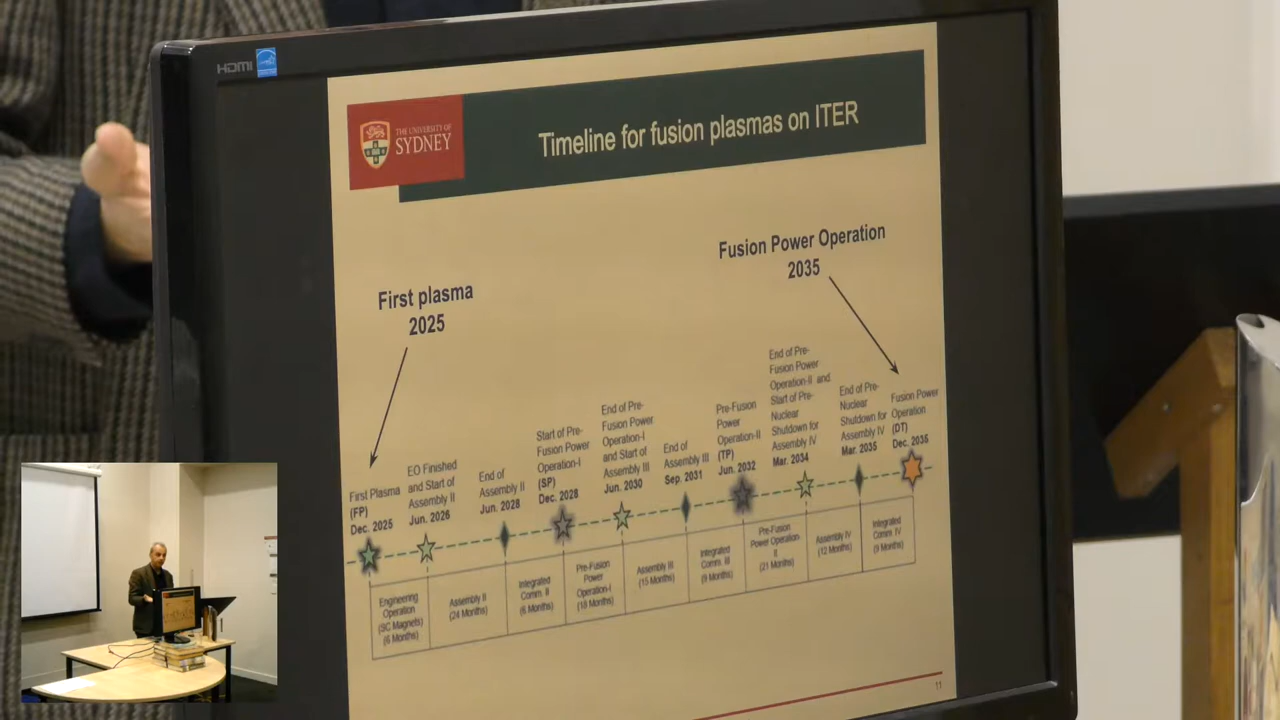 HDMI
THE UNIVERSITY OF
SYDNEY
Timeline for fusion plasmas on ITER
First plasma
2025
Fusion Power Operation
2035
First Plasma
(FP)
Dec. 2025
EO Finished
and Start of
Assembly II
Jun. 2026
End of
Assembly II
Jun. 2028
Start of Pre-
Fusion Power
Operation-I
(SP)
Dec. 2028
End of Pre-
Fusion Power
Operation-I
and Start of
Assembly III
Jun. 2030
End of
Assembly III
Sep. 2031
Pre-Fusion
Power
Operation-II
(TP)
Jun. 2032
End of Pre-
Fusion Power
Operation-II and
Start of Pre-
Nuclear
Shutdown for
Assembly IV
Mar. 2034
End of Pre-
Nuclear
Shutdown for
Assembly IV
Mar. 2035
Fusion Power
Operation
(DT)
Dec. 2035
Engineering
Operation
(SC Magnets)
(6 Months)
Assembly II
(24 Months)
Integrated
Comm. II
(6 Months)
Pre-Fusion
Power
Operation-I
(18 Months)
Assembly III
(15 Months)
Integrated
Comm. III
(9 Months)
Pre-Fusion
Power Operation
II
(21 Months)
Assembly IV
(12 Months)
Integrated
Comm. IV
(9 Months)
11